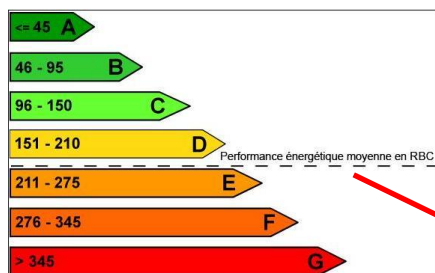 <= 45 A
46 - 95 B
96 - 150 C
151 - 210 D
Performance énergétique moyenne en RBC
211 - 275 E
276 - 345 F
> 345 G